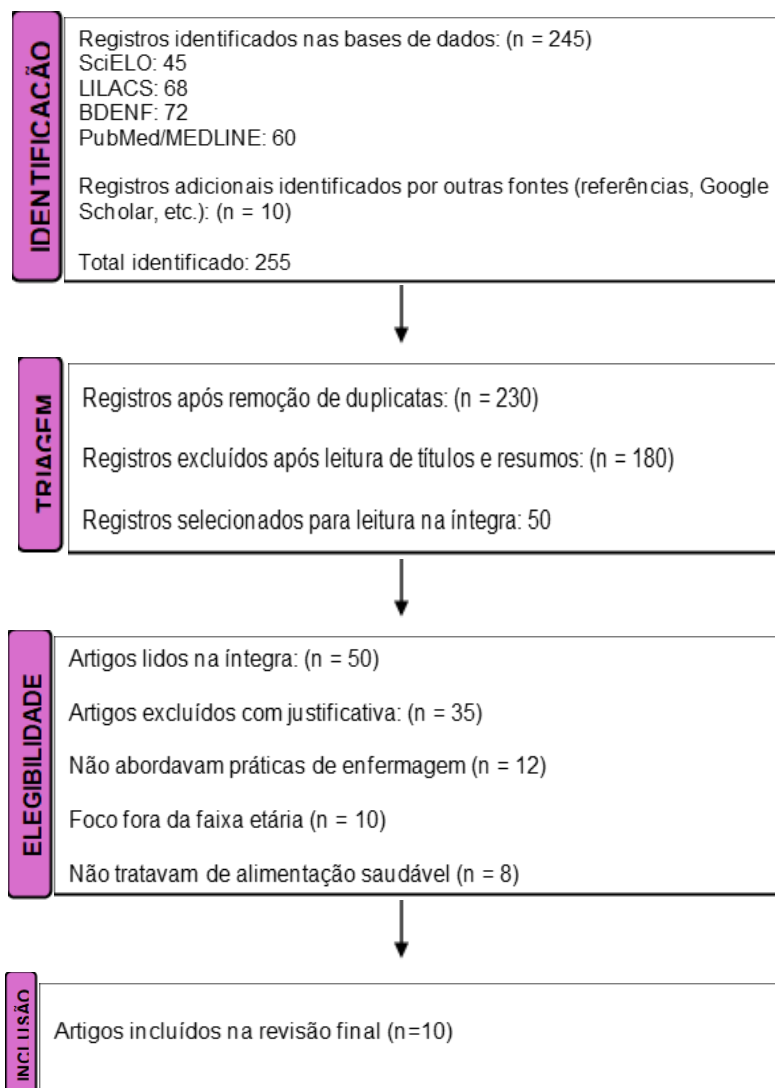 IDENTIFICAÇÃO
Registros identificados nas bases de dados: (n = 245)
SciELO: 45
LILACS: 68
BDENF: 72
PubMed/MEDLINE: 60
Registros adicionais identificados por outras fontes (referências, Google
Scholar, etc.): (n = 10)
Total identificado: 255
TRIAGEM
Registros após remoção de duplicatas: (n = 230)
Registros excluídos após leitura de títulos e resumos: (n = 180)
Registros selecionados para leitura na íntegra: 50
ELEGIBILIDADE
Artigos lidos na íntegra: (n = 50)
Artigos excluídos com justificativa: (n = 35)
Não abordavam práticas de enfermagem (n = 12)
Foco fora da faixa etária (n = 10)
Não tratavam de alimentação saudável (n = 8)
INCLUSÃO
Artigos incluídos na revisão final (n=10)